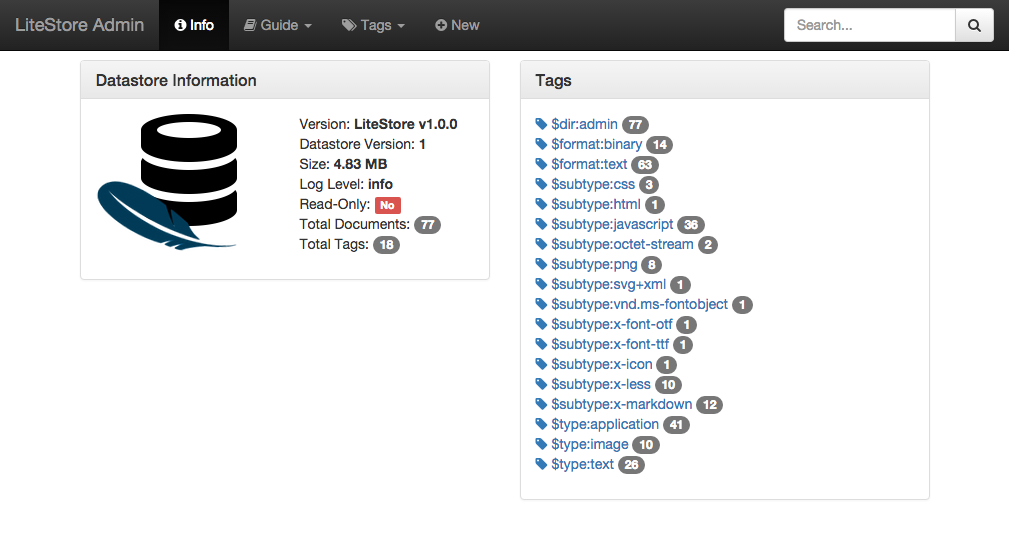 LiteStore Admin Info Guide Tags New Search...
Datastore Information
Version: LiteStore v1.0.0
Datastore Version: 1
Size: 4.83 MB
Log Level: info
Read-Only: No
Total Documents: 77
Total Tags: 18
Tags
$dir:admin 77
$format:binary 14
$format:text 63
$subtype:css 3
$subtype:html 1
$subtype:javascript 36
$subtype:octet-stream 2
$subtype:png 8
$subtype:svg+xml 1
$subtype:vnd.ms-fontobject 1
$subtype:x-font-otf 1
$subtype:x-font-ttf 1
$subtype:x-icon 1
$subtype:x-less 10
$subtype:x-markdown 12
$type:application 41
$type:image 10
$type:text 26